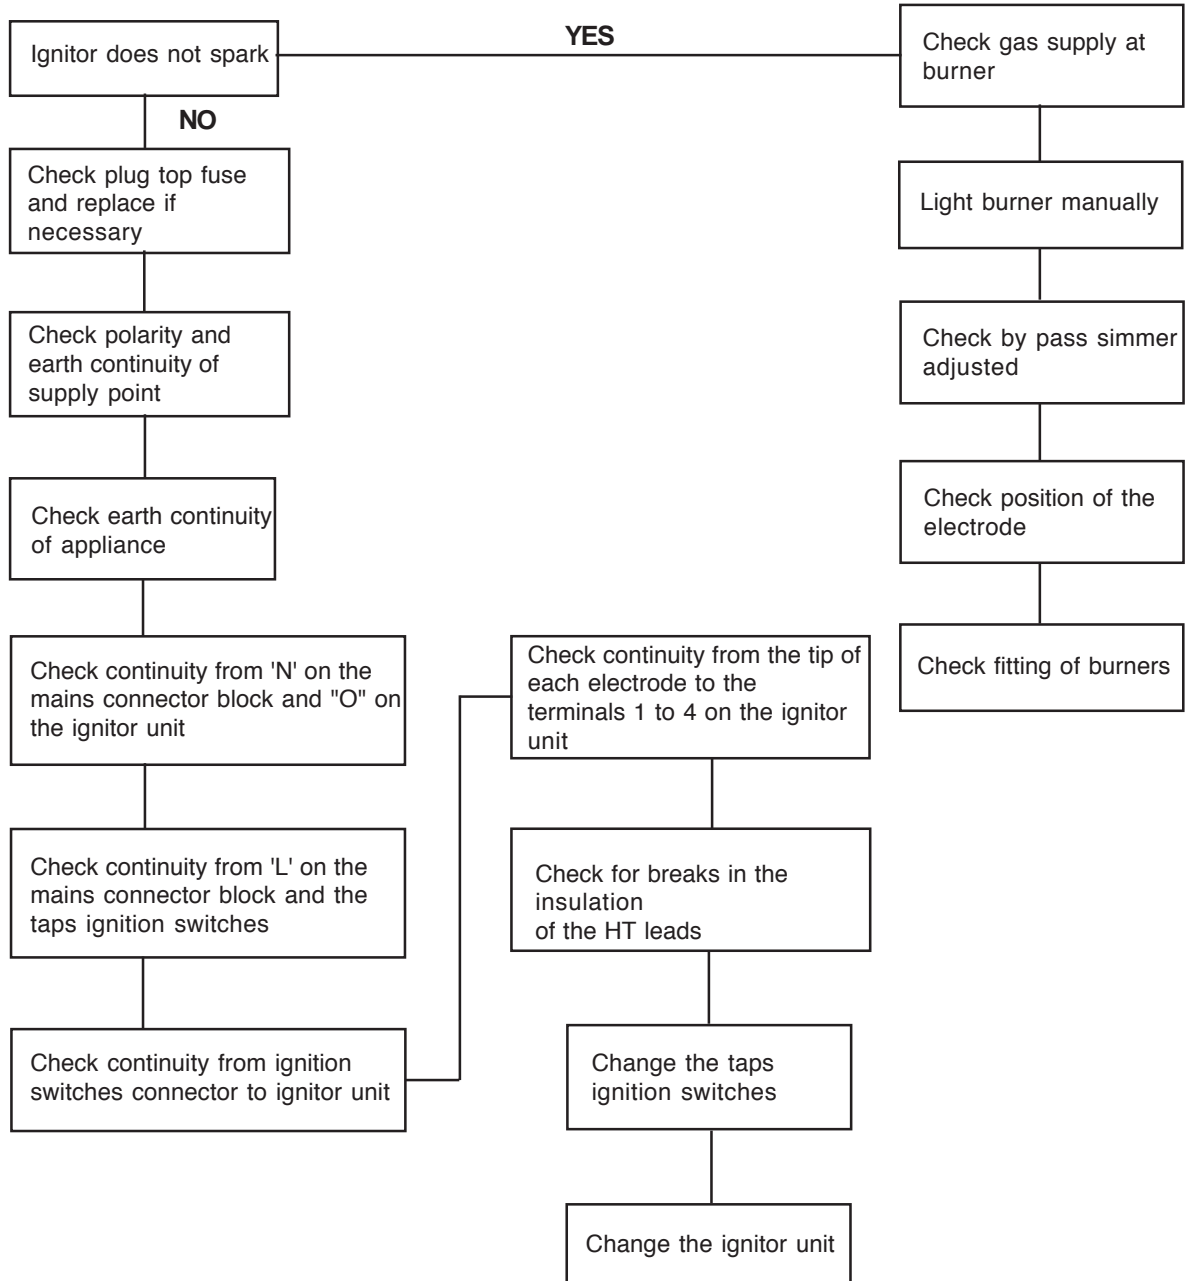 Ignitor does not spark
YES
Check gas supply at
burner
NO
Check plug top fuse
and replace if
necessary
Light burner manually
Check polarity and
earth continuity of
supply point
Check by pass simmer
adjusted
Check earth continuity
of appliance
Check position of the
electrode
Check continuity from 'N' on the
mains connector block and "O" on
the ignitor unit
Check continuity from the tip of
each electrode to the
terminals 1 to 4 on the ignitor
unit
Check fitting of burners
Check continuity from 'L' on the
mains connector block and the
taps ignition switches
Check for breaks in the
insulation
of the HT leads
Check continuity from ignition
switches connector to ignitor unit
Change the taps
ignition switches
Change the ignitor unit